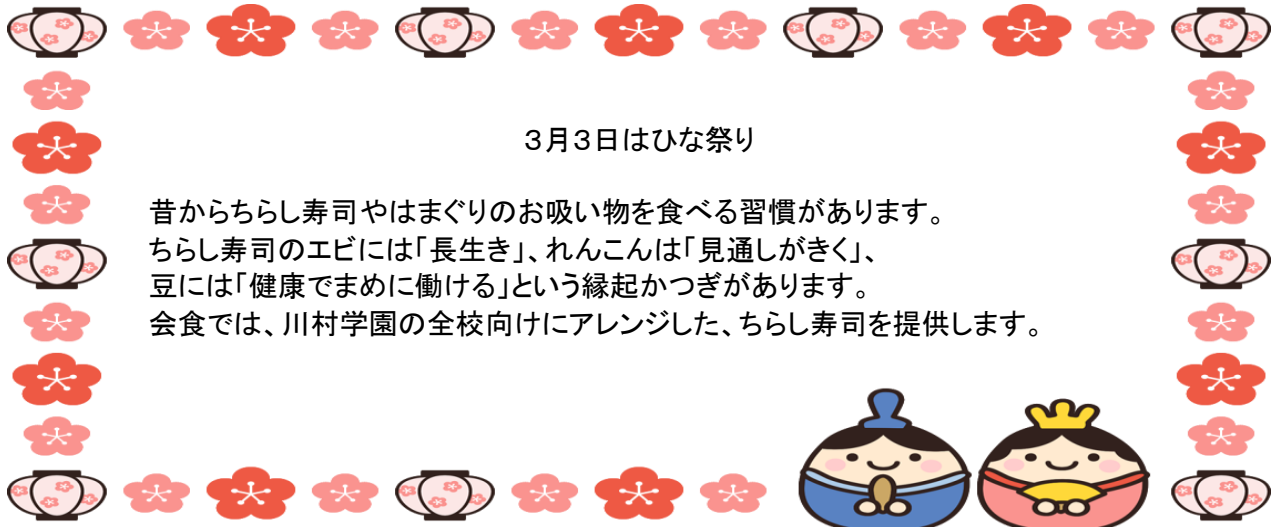 ３月３日はひな祭り
昔からちらし寿司やはまぐりのお吸い物を食べる習慣があります。
ちらし寿司のエビには「長生き」、れんこんは「見通しがきく」、
豆には「健康でまめに働ける」という縁起かつぎがあります。
会食では、川村学園の全校向けにアレンジした、ちらし寿司を提供します。